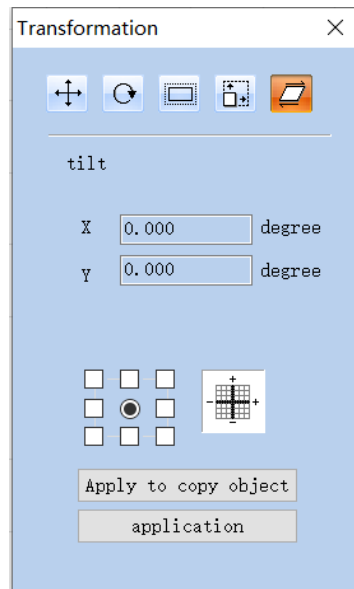 Transformation
tilt
X 0.000 degree
Y 0.000 degree
Apply to copy object
application